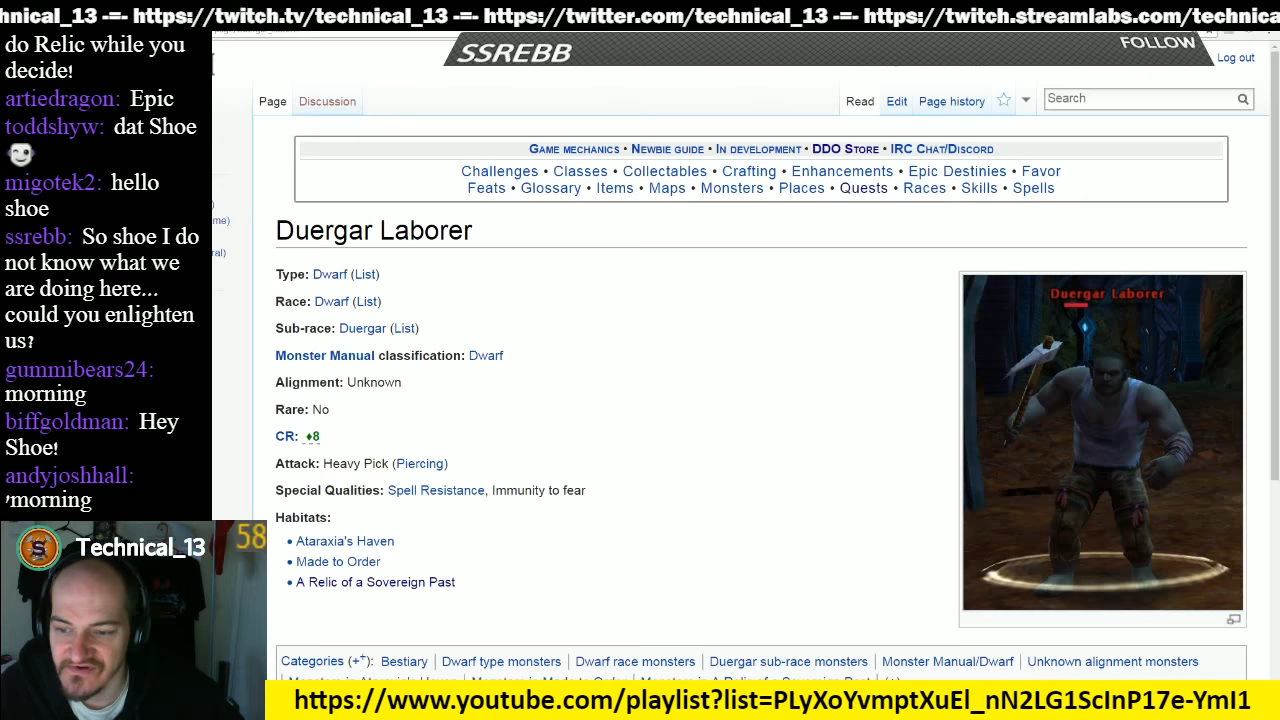 nnical_13 -=- https://twitch.tv/technical_13 -=- https://twitter.com/technical_13 -=- https://twitch.streamlabs.com/technica
do Relic while you
decide!
artiedragon: Epic
toddshyw: dat Shoe
migotek2: hello
shoe
ssrebb: So shoe I do
not know what we
are doing here...
could you enlighten
us?
gummibears24:
morning
biffgoldman: Hey
Shoe!
andyjoshhall:
'morning
Technical_13
58
SSREBB
FOLLOW
Log out
Page
Discussion
Read
Edit
Page history
Search
Game mechanics • Newbie guide • In development • DDO Store • IRC Chat/Discord
Challenges • Classes • Collectables • Crafting • Enhancements • Epic Destinies • Favor
Feats • Glossary • Items • Maps • Monsters • Places • Quests • Races • Skills • Spells
me)
ral)
Duergar Laborer
Type: Dwarf (List)
Race: Dwarf (List)
Sub-race: Duergar (List)
Monster Manual classification: Dwarf
Alignment: Unknown
Rare: No
CR: ♦8
Attack: Heavy Pick (Piercing)
Special Qualities: Spell Resistance, Immunity to fear
Habitats:
• Ataraxia's Haven
• Made to Order
• A Relic of a Sovereign Past
Duergar Laborer
Categories (+⁺): Bestiary | Dwarf type monsters | Dwarf race monsters | Duergar sub-race monsters | Monster Manual/Dwarf | Unknown alignment monsters
https://www.youtube.com/playlist?list=PLyXoYvmptXuEl_nN2LG1ScInP17e-YmI1